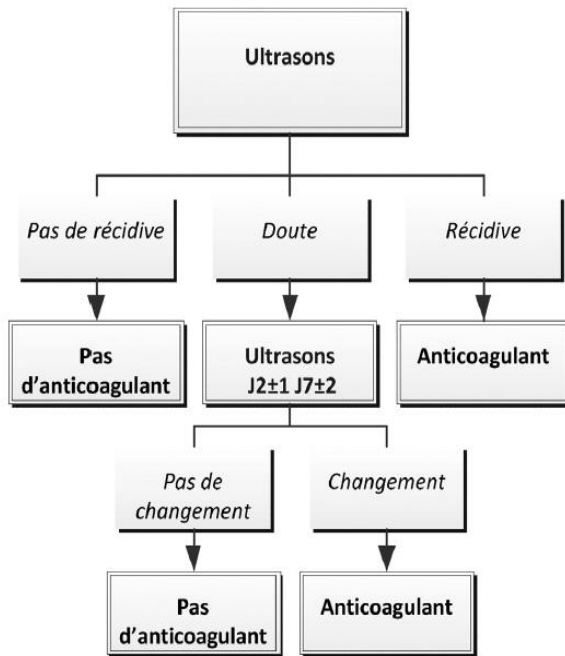 Ultrasons
Pas de récidive
Doute
Récidive
Pas
d'anticoagulant
Ultrasons
J2±1 J7±2
Anticoagulant
Pas de
changement
Changement
Pas
d'anticoagulant
Anticoagulant